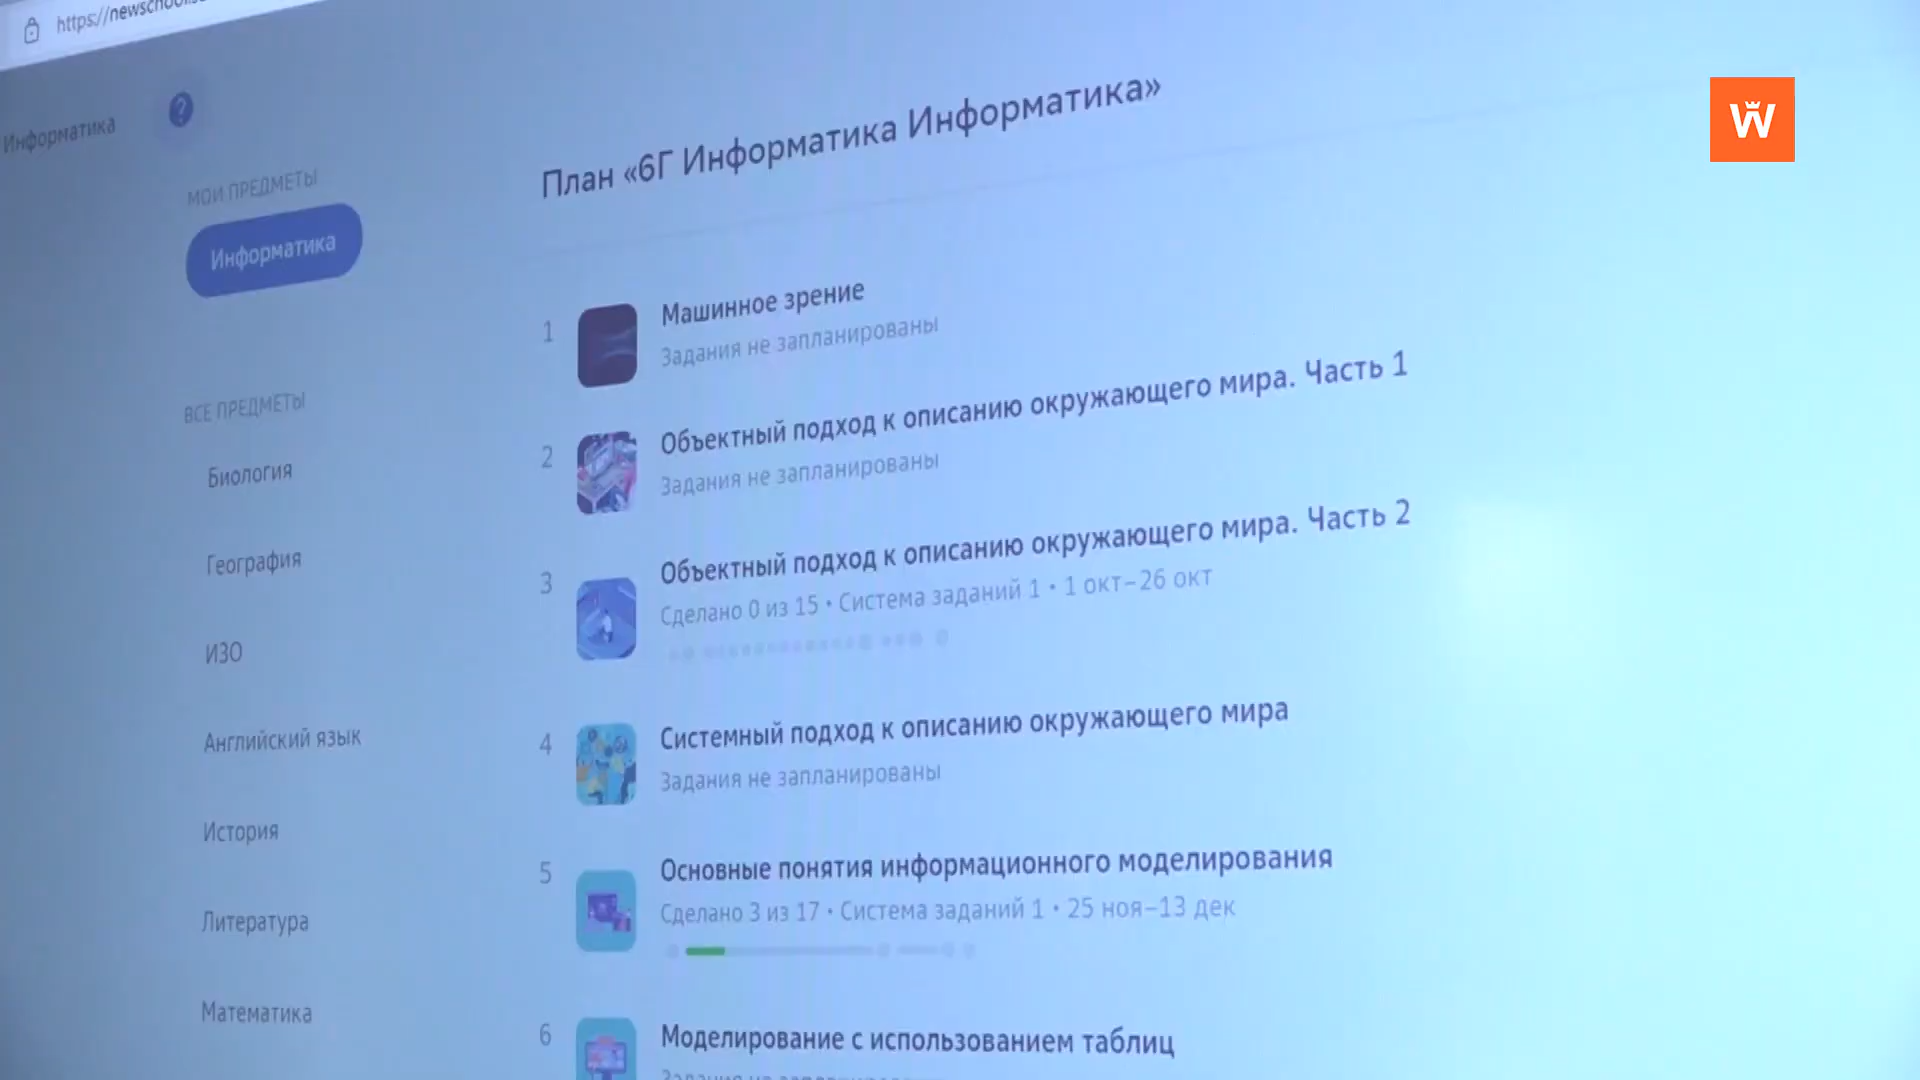 Информатика
?
МОИ ПРЕДМЕТЫ
Информатика
ВСЕ ПРЕДМЕТЫ
Биология
География
ИЗО
Английский язык
История
Литература
Математика
План «6Г Информатика Информатика»
1
Машинное зрение
Задания не запланированы
2
Объектный подход к описанию окружающего мира. Часть 1
Задания не запланированы
3
Объектный подход к описанию окружающего мира. Часть 2
Сделано 0 из 15 • Система заданий 1 • 1 окт–26 окт
4
Системный подход к описанию окружающего мира
Задания не запланированы
5
Основные понятия информационного моделирования
Сделано 3 из 17 • Система заданий 1 • 25 ноя–13 дек
6
Моделирование с использованием таблиц
W